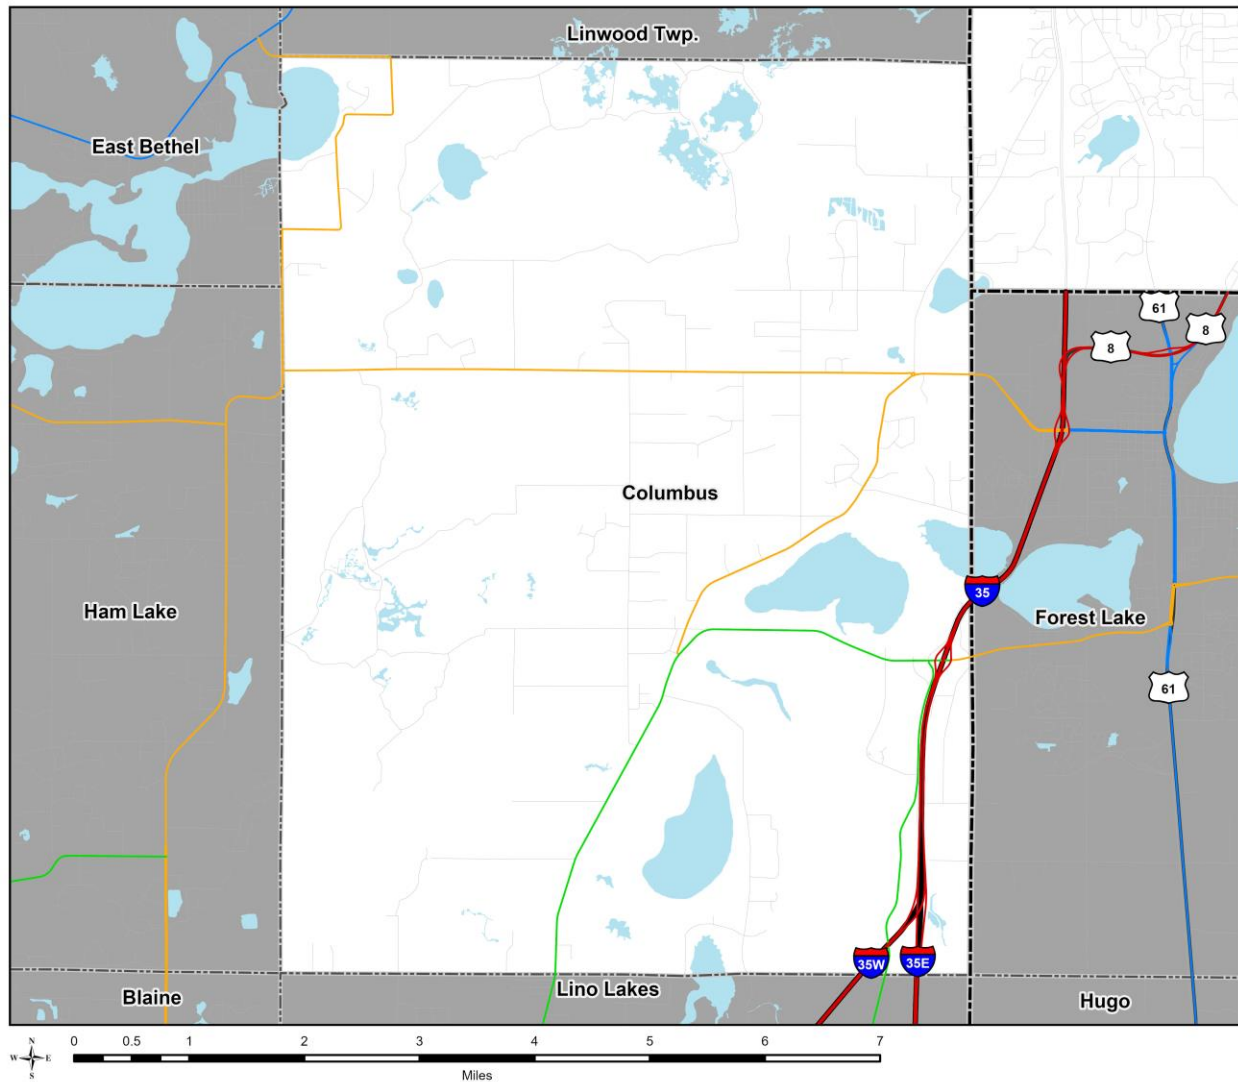 Linwood Twp.
East Bethel
61
8
8
Columbus
35
Ham Lake
Forest Lake
61
35W
35E
Blaine
Lino Lakes
Hugo
N
W E
S
0 0.5 1 2 3 4 5 6 7
Miles